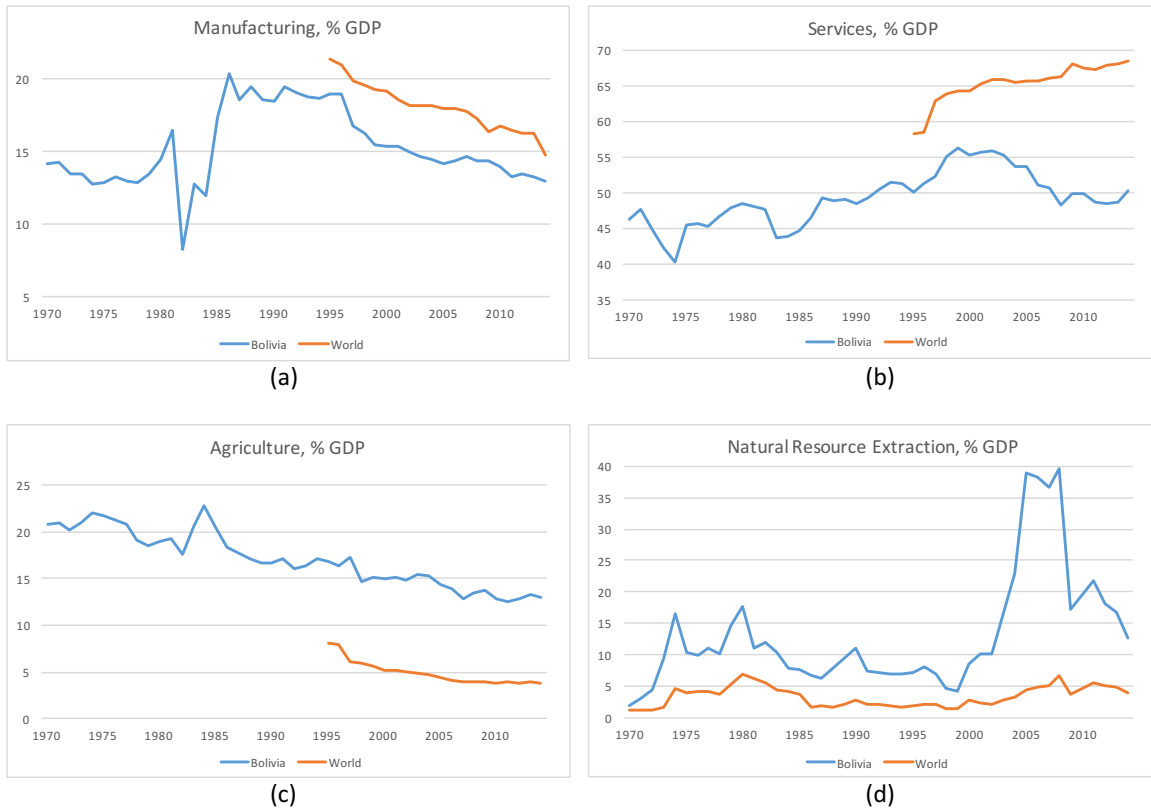 Manufacturing, % GDP
20
15
10
5
1970 1975 1980 1985 1990 1995 2000 2005 2010
Bolivia World
(a)
Services, % GDP
70
65
60
55
50
45
40
35
1970 1975 1980 1985 1990 1995 2000 2005 2010
Bolivia World
(b)
Agriculture, % GDP
25
20
15
10
5
0
1970 1975 1980 1985 1990 1995 2000 2005 2010
Bolivia World
(c)
Natural Resource Extraction, % GDP
40
35
30
25
20
15
10
5
0
1970 1975 1980 1985 1990 1995 2000 2005 2010
Bolivia World
(d)